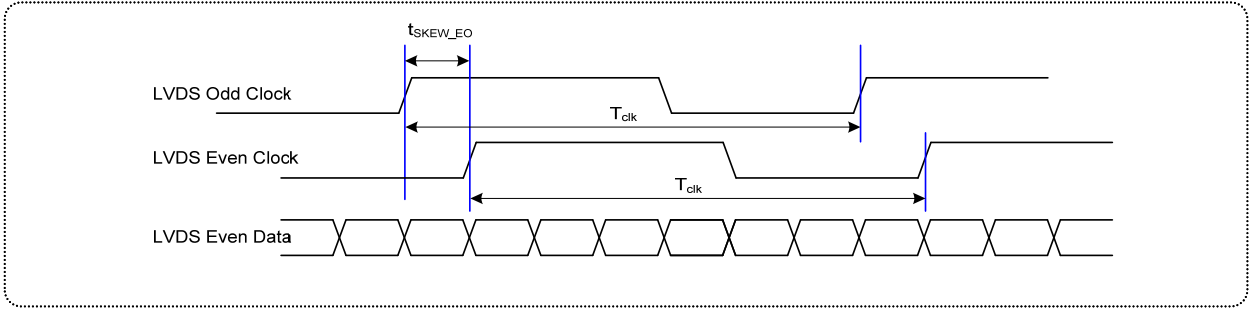 tSKEW_EO
LVDS Odd Clock
Tclk
LVDS Even Clock
Tclk
LVDS Even Data